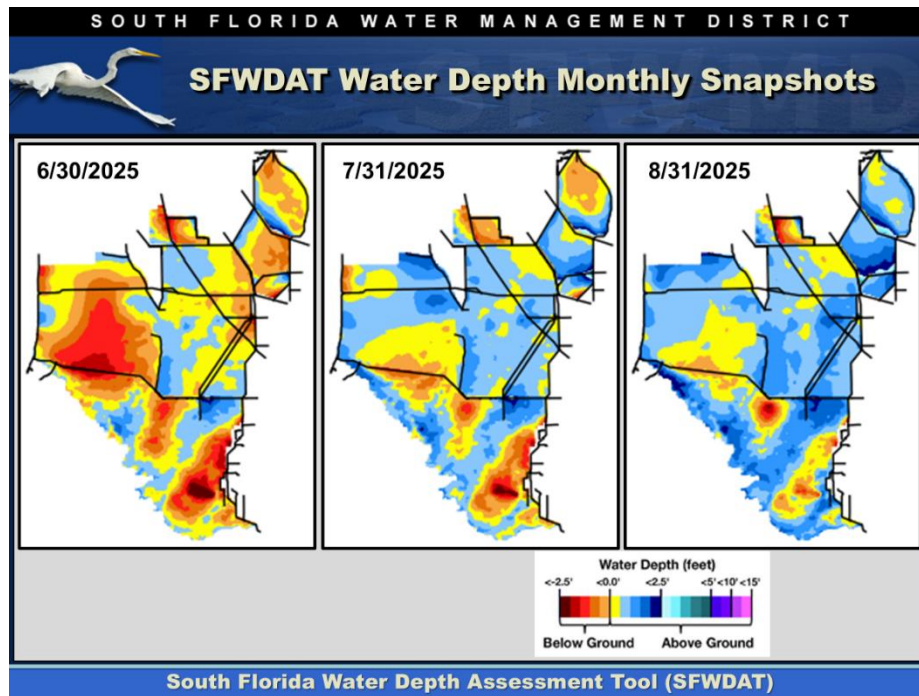 SOUTH FLORIDA WATER MANAGEMENT DISTRICT
SFWDAT Water Depth Monthly Snapshots
6/30/2025
7/31/2025
8/31/2025
Water Depth (feet)
<-2.5' <0.0' <2.5' <5' <10' <15'
Below Ground Above Ground
South Florida Water Depth Assessment Tool (SFWDAT)